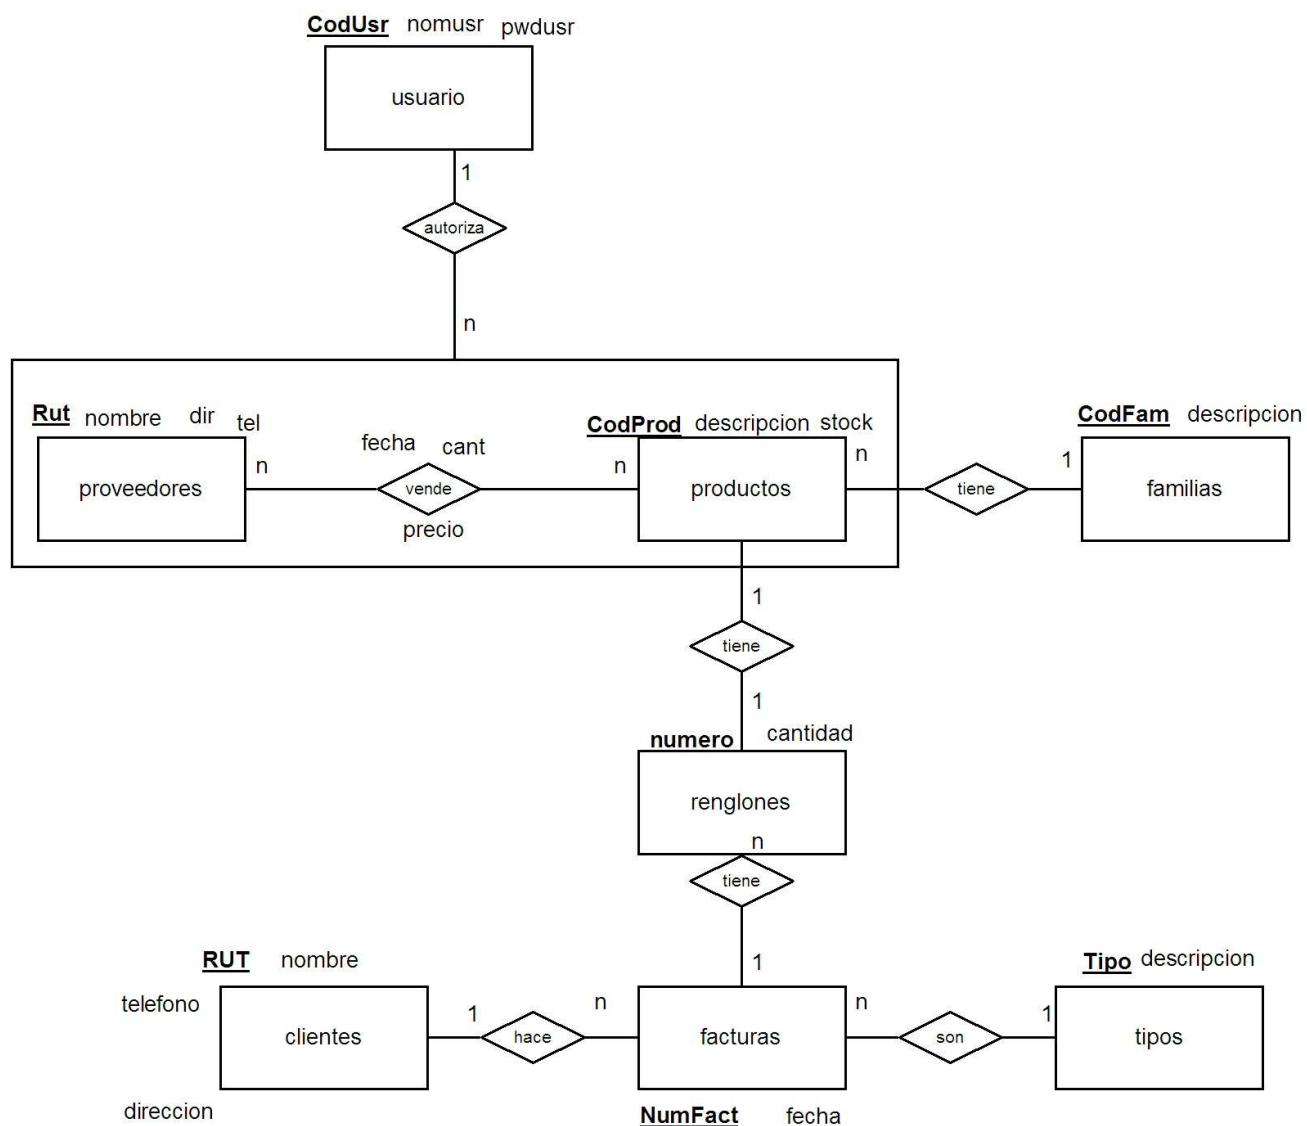 CodUsr nomusr pwdusr
usuario
1
autoriza
n
Rut nombre dir tel
proveedores
n
fecha cant
vende
precio
n
CodProd descripcion stock
productos
n
tiene
1
CodFam descripcion
familias
1
tiene
1
numero cantidad
renglones
n
tiene
1
RUT nombre
telefono
clientes
direccion
1
hace
n
facturas
NumFact fecha
n
son
1
Tipo descripcion
tipos